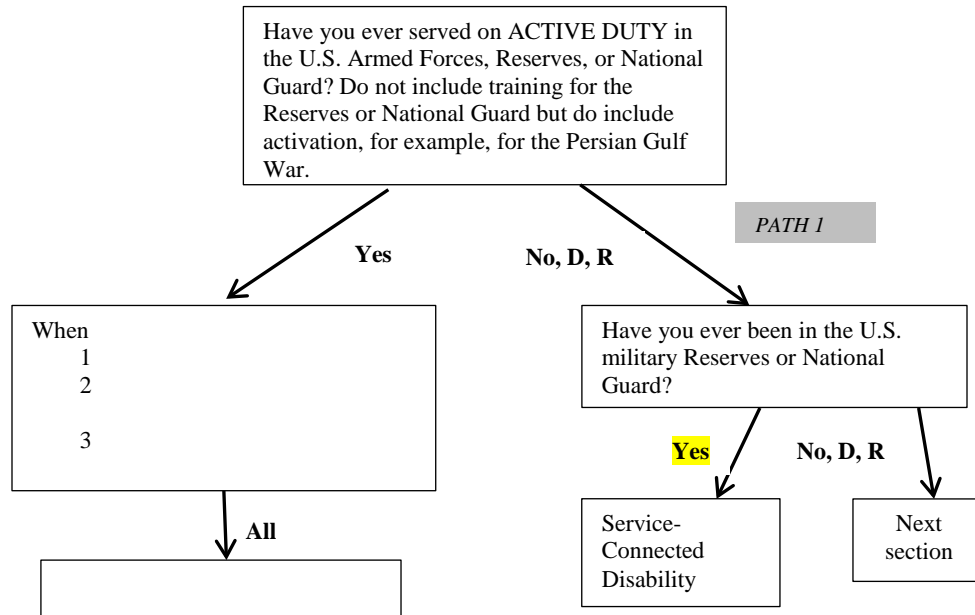 Have you ever served on ACTIVE DUTY in
the U.S. Armed Forces, Reserves, or National
Guard? Do not include training for the
Reserves or National Guard but do include
activation, for example, for the Persian Gulf
War.
PATH 1
Yes
No, D, R
When
1
2
3
Have you ever been in the U.S.
military Reserves or National
Guard?
Yes
No, D, R
All
Service-
Connected
Disability
Next
section